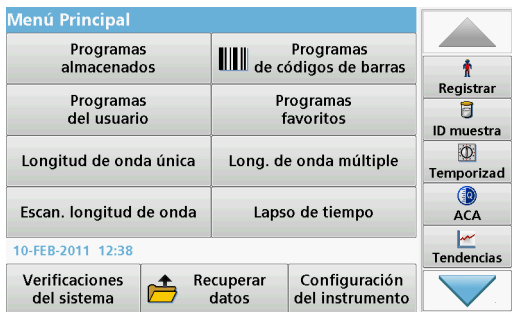 Menú Principal
Programas
almacenados
Programas
de códigos de barras
Programas
del usuario
Programas
favoritos
Longitud de onda única
Long. de onda múltiple
Escan. longitud de onda
Lapso de tiempo
10-FEB-2011 12:38
Verificaciones
del sistema
Recuperar
datos
Configuración
del instrumento
Registrar
ID muestra
Temporizad
ACA
Tendencias